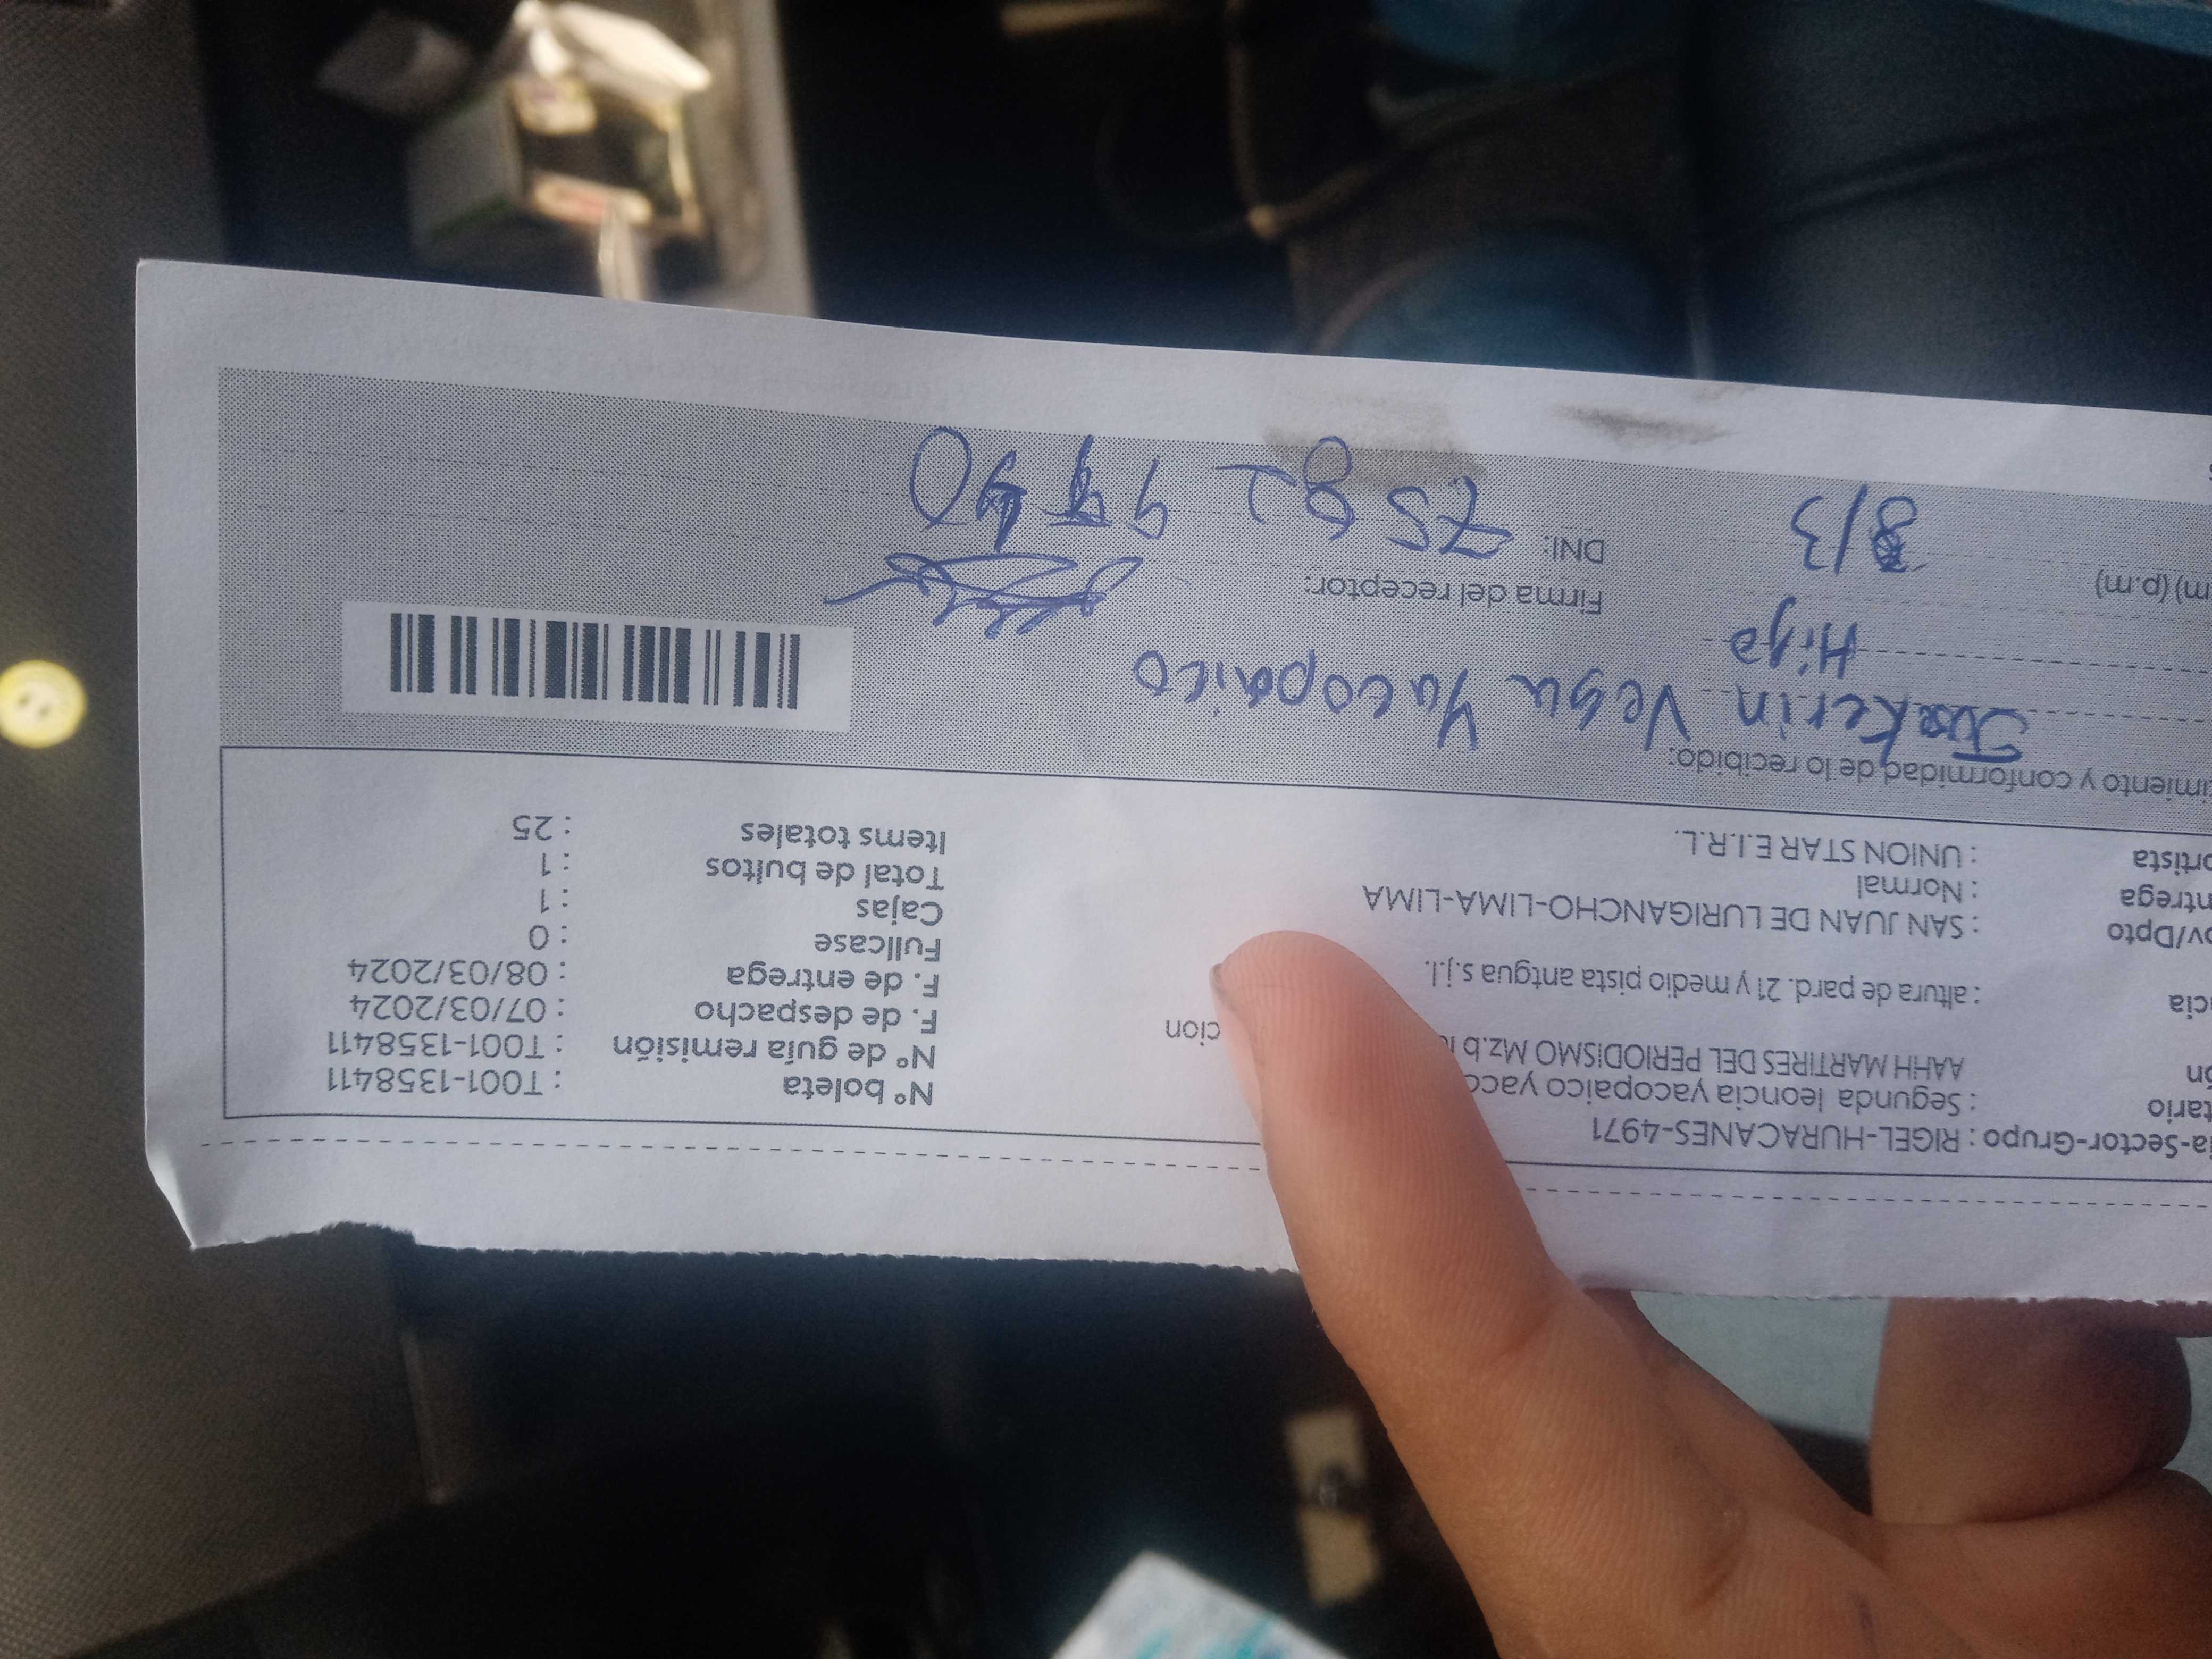 a-Sector-Grupo : RIGEL-HURACANES-4971
tario : Segunda leoncia yacopaico yaco
ón AAHH MARTIRES DEL PERIODISMO Mz.b cion
cia : altura de pard. 21 y medio pista antgua s.j.l.
ov/Dpto : SAN JUAN DE LURIGANCHO-LIMA-LIMA
ntrega : Normal
ortista : UNION STAR E.I.R.L.
Nº boleta : T001-1358411
Nº de guía remisión : T001-1358411
F. de despacho : 07/03/2024
F. de entrega : 08/03/2024
Fullcase : 0
Cajas : 1
Total de bultos : 1
Items totales : 25
imiento y conformidad de lo recibido:
Vega Yacopaico
Hija
Firma del receptor:
m) (p.m) 8/3
DNI: